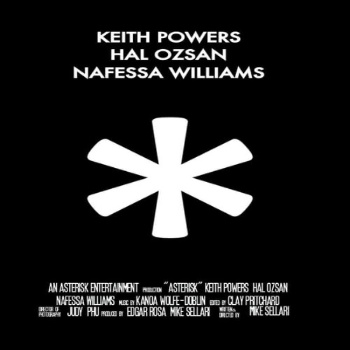 KEITH POWERS
HAL OZSAN
NAFESSA WILLIAMS
AN ASTERISK ENTERTAINMENT PRODUCTION "ASTERISK" KEITH POWERS HAL OZSAN
NAFESSA WILLIAMS MUSIC BY KANOA WOLFE-DOBLIN EDITED BY CLAY PRITCHARD
DIRECTOR OF PHOTOGRAPHY JUDY PHU PRODUCED BY EDGAR ROSA MIKE SELLARI WRITTEN & DIRECTED BY MIKE SELLARI